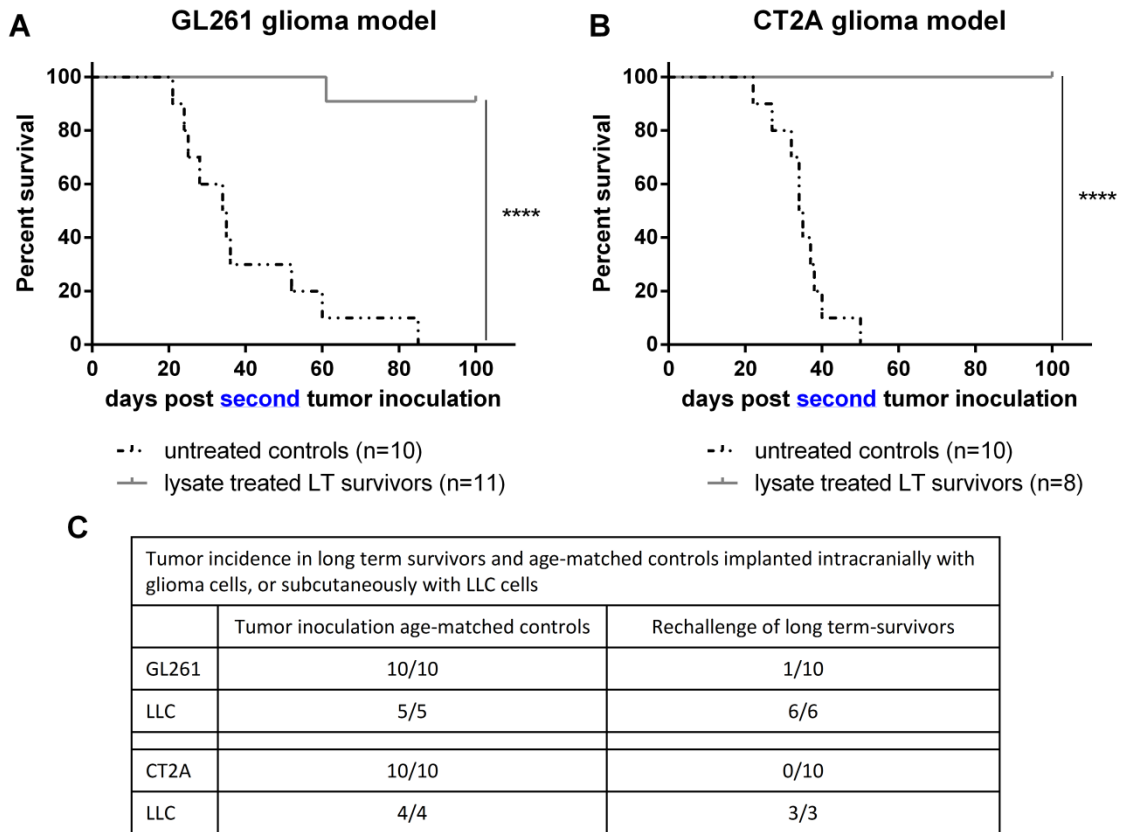 A
GL261 glioma model
Percent survival
100
80
60
40
20
0
0 20 40 60 80 100
days post second tumor inoculation
****
untreated controls (n=10)
lysate treated LT survivors (n=11)
B
CT2A glioma model
Percent survival
100
80
60
40
20
0
0 20 40 60 80 100
days post second tumor inoculation
****
untreated controls (n=10)
lysate treated LT survivors (n=8)
C
Tumor incidence in long term survivors and age-matched controls implanted intracranially with
glioma cells, or subcutaneously with LLC cells
Tumor inoculation age-matched controls Rechallenge of long term-survivors
GL261 10/10 1/10
LLC 5/5 6/6
CT2A 10/10 0/10
LLC 4/4 3/3